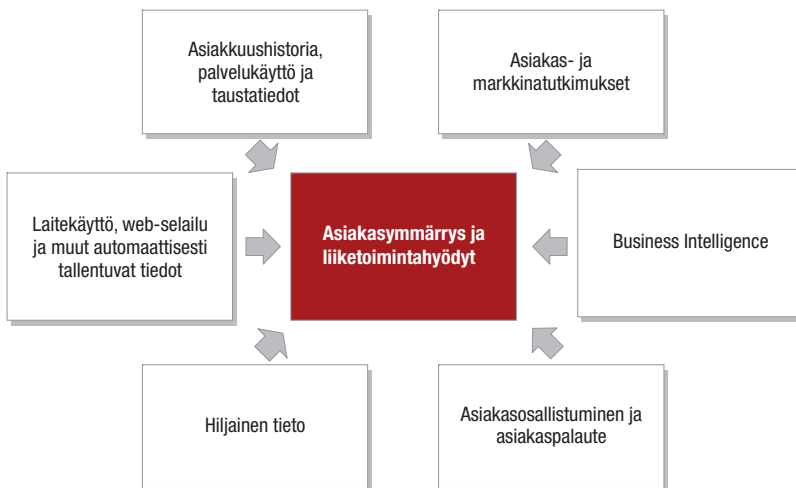 Asiakkuushistoria,
palvelukäyttö ja
taustatiedot
Asiakas- ja
markkinatutkimukset
Laitekäyttö, web-selailu
ja muut automaattisesti
tallentuvat tiedot
Asiakasymmärrys ja
liiketoimintahyödyt
Business Intelligence
Hiljainen tieto
Asiakasosallistuminen ja
asiakaspalaute